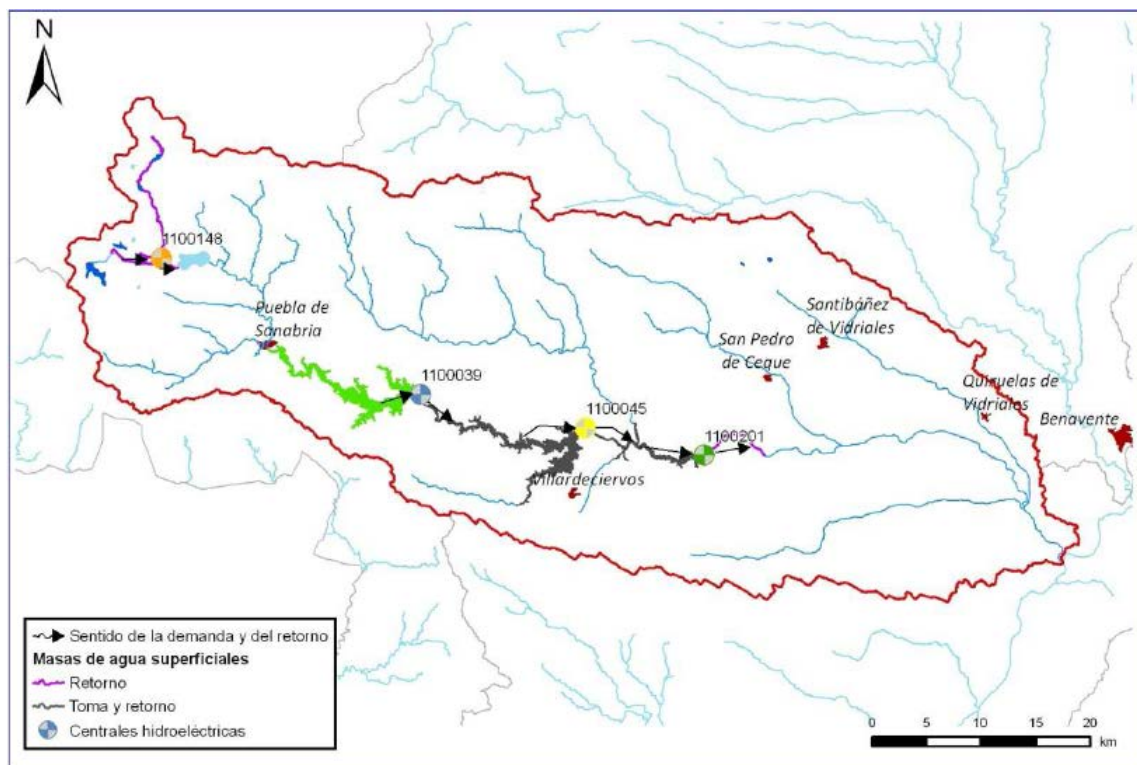 N
1100148
Puebla de
Sanabria
1100039
1100045
1100201
Villardeciervos
San Pedro
de Ceque
Santibáñez
de Vidriales
Quiruelas de
Vidriales
Benavente
Sentido de la demanda y del retorno
Masas de agua superficiales
Retorno
Toma y retorno
Centrales hidroeléctricas
0 5 10 15 20
km